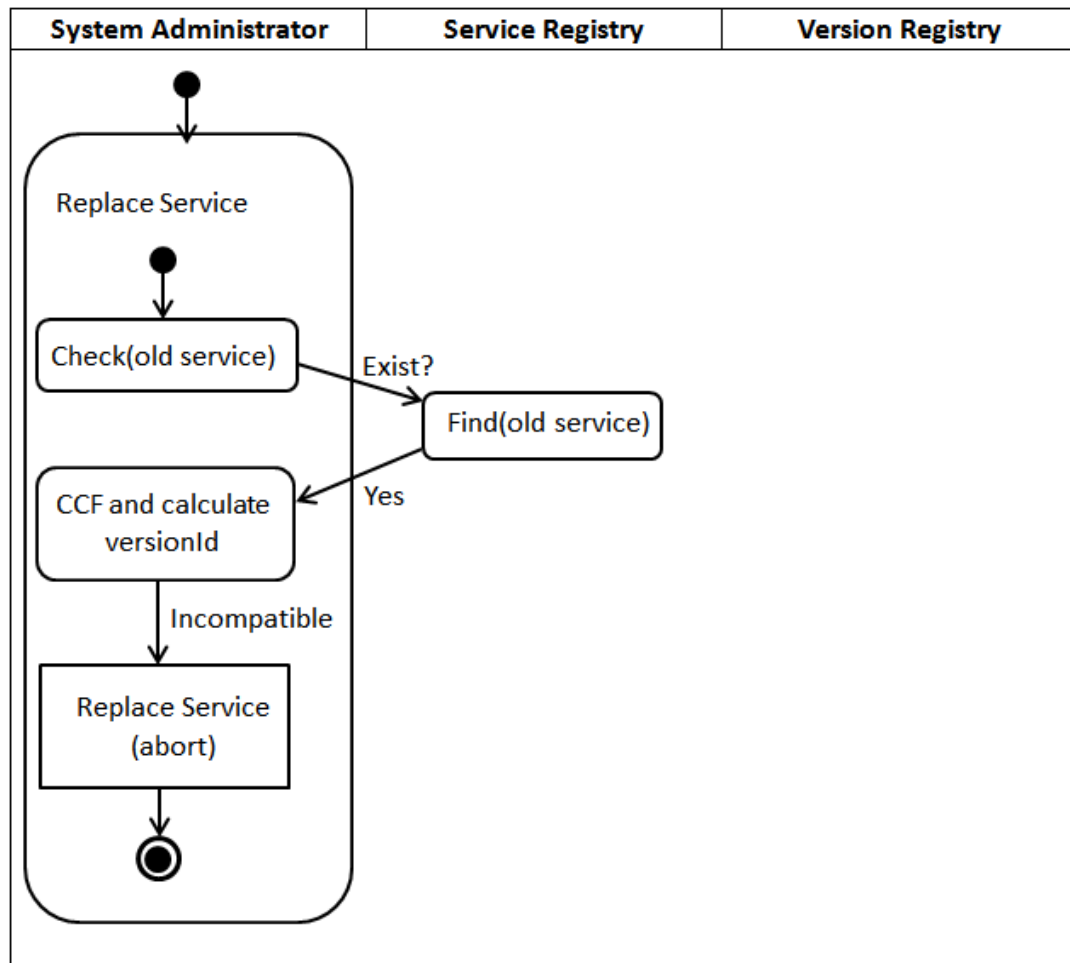 System Administrator
Service Registry
Version Registry
Replace Service
Check(old service)
Exist?
Find(old service)
Yes
CCF and calculate
versionId
Incompatible
Replace Service
(abort)